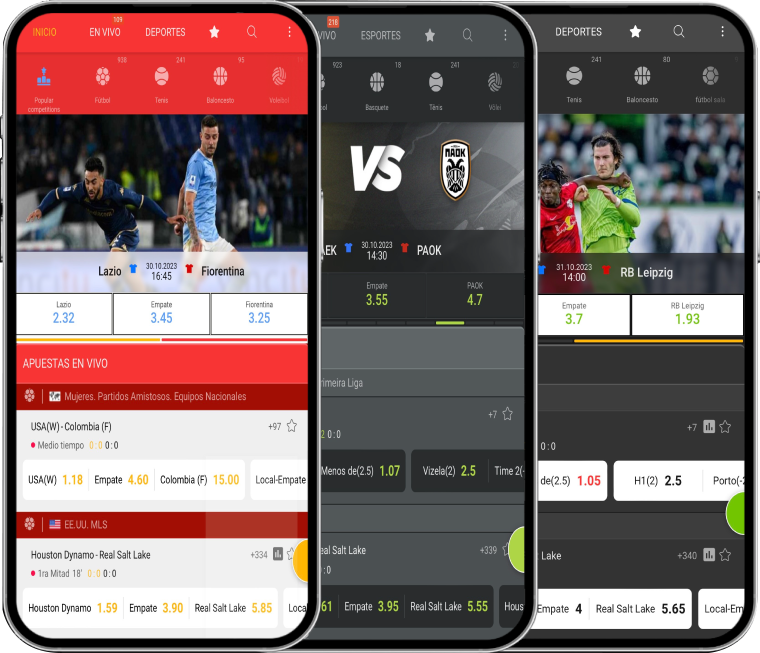 INICIO
EN VIVO
109
DEPORTES
Popular
competitions
938
Fútbol
241
Tenis
95
Baloncesto
Voleibol
Lazio
30.10.2023
16:45
Fiorentina
Lazio
2.32
Empate
3.45
Fiorentina
3.25
APUESTAS EN VIVO
Mujeres. Partidos Amistosos. Equipos Nacionales
USA(W) - Colombia (F)
+97
Medio tiempo 0:0 0:0
USA(W) 1.18 Empate 4.60 Colombia (F) 15.00 Local-Empate
EE.UU. MLS
Houston Dynamo - Real Salt Lake
+334
1ra Mitad 18' 0:0 0:0
Houston Dynamo 1.59 Empate 3.90 Real Salt Lake 5.85 Loca
VIVO
218
ESPORTES
923
ol
18
Basquete
241
Tênis
Vôlei
VS
ΠΑΟΚ
AEK
30.10.2023
14:30
PAOK
Empate
3.55
PAOK
4.7
rimeira Liga
+7
2 0:0
Menos de(2.5) 1.07 Vizela(2) 2.5 Time 2(-
eal Salt Lake
+339
:0
61 Empate 3.95 Real Salt Lake 5.55 Hous
DEPORTES
241
Tenis
80
Baloncesto
fútbol sala
31.10.2023
14:00
RB Leipzig
Empate
3.7
RB Leipzig
1.93
+7
0:0
de(2.5) 1.05 H1(2) 2.5 Porto(-2
Lake
+340
Empate 4 Real Salt Lake 5.65 Local-Em